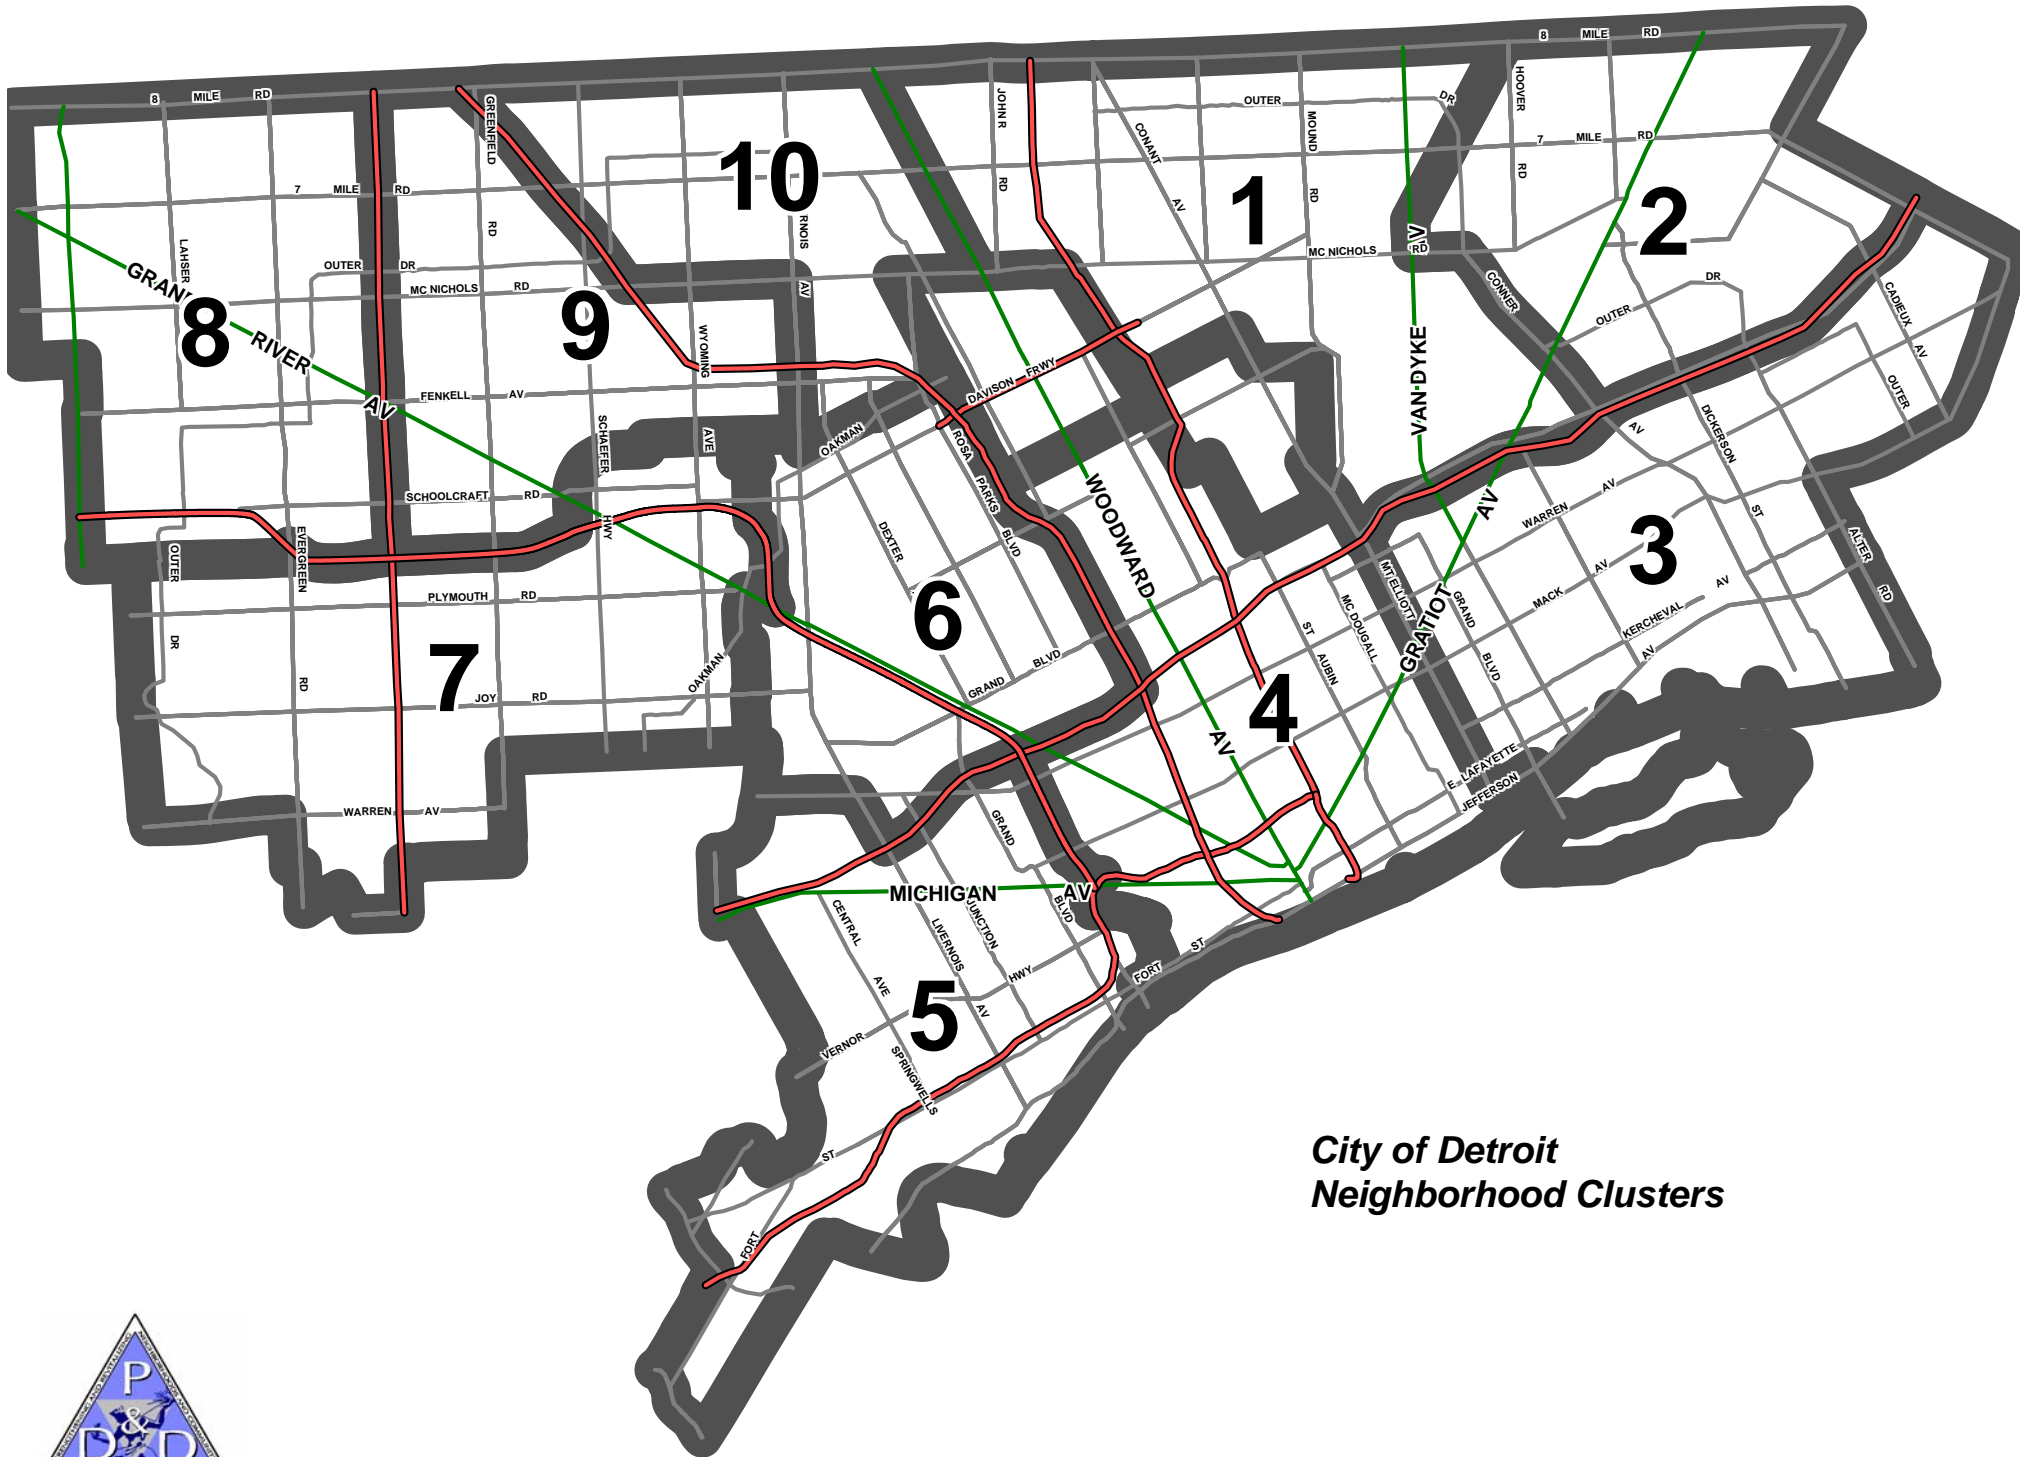 8 MILE RD
8 MILE RD
GREENFIELD
RD
JOHN R
RD
OUTER
DR
HOOVER
RD
CONANT
AV
MOUND
RD
7 MILE RD
7 MILE RD
10
1
2
LAHSER
GRAND RIVER AV
OUTER DR
MC NICHOLS RD
MC NICHOLS RD
8
9
WYOMING
AVE
AV
CONNER
AV
OUTER
DR
CADIEUX
AV
OUTER
VAN DYKE
FENKELL AV
SCHAEFER
HWY
OAKMAN
DAVISON FRWY
ROSA
PARKS
BLVD
DICKERSON
ST
SCHOOLCRAFT RD
WOODWARD
AV
DEXTER
WARREN AV
OUTER
DR
EVERGREEN
RD
PLYMOUTH RD
7
JOY RD
OAKMAN
6
GRAND BLVD
4
3
MT ELLIOTT
MC DOUGALL
ST
AUBIN
GRATIOT
AV
GRAND
BLVD
MACK AV
KERCHEVAL AV
AV
ALTER
RD
E. LAFAYETTE
JEFFERSON
WARREN AV
GRAND
BLVD
MICHIGAN AV
CENTRAL
AVE
LIVERNOIS
AV
JUNCTION
VERNOR
HWY
5
FORT ST
SPRINGWELLS
ST
FORT
City of Detroit
Neighborhood Clusters
P
&
D D